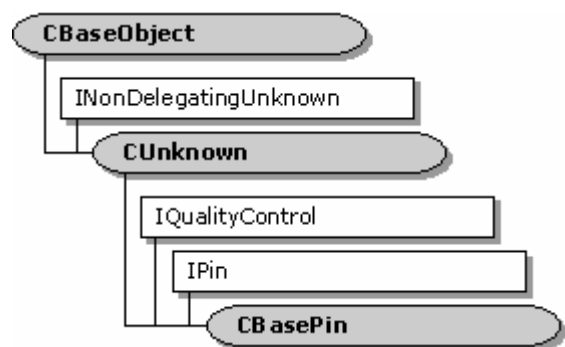 CBaseObject
INonDelegatingUnknown
CUnknown
IQualityControl
IPin
CBasePin